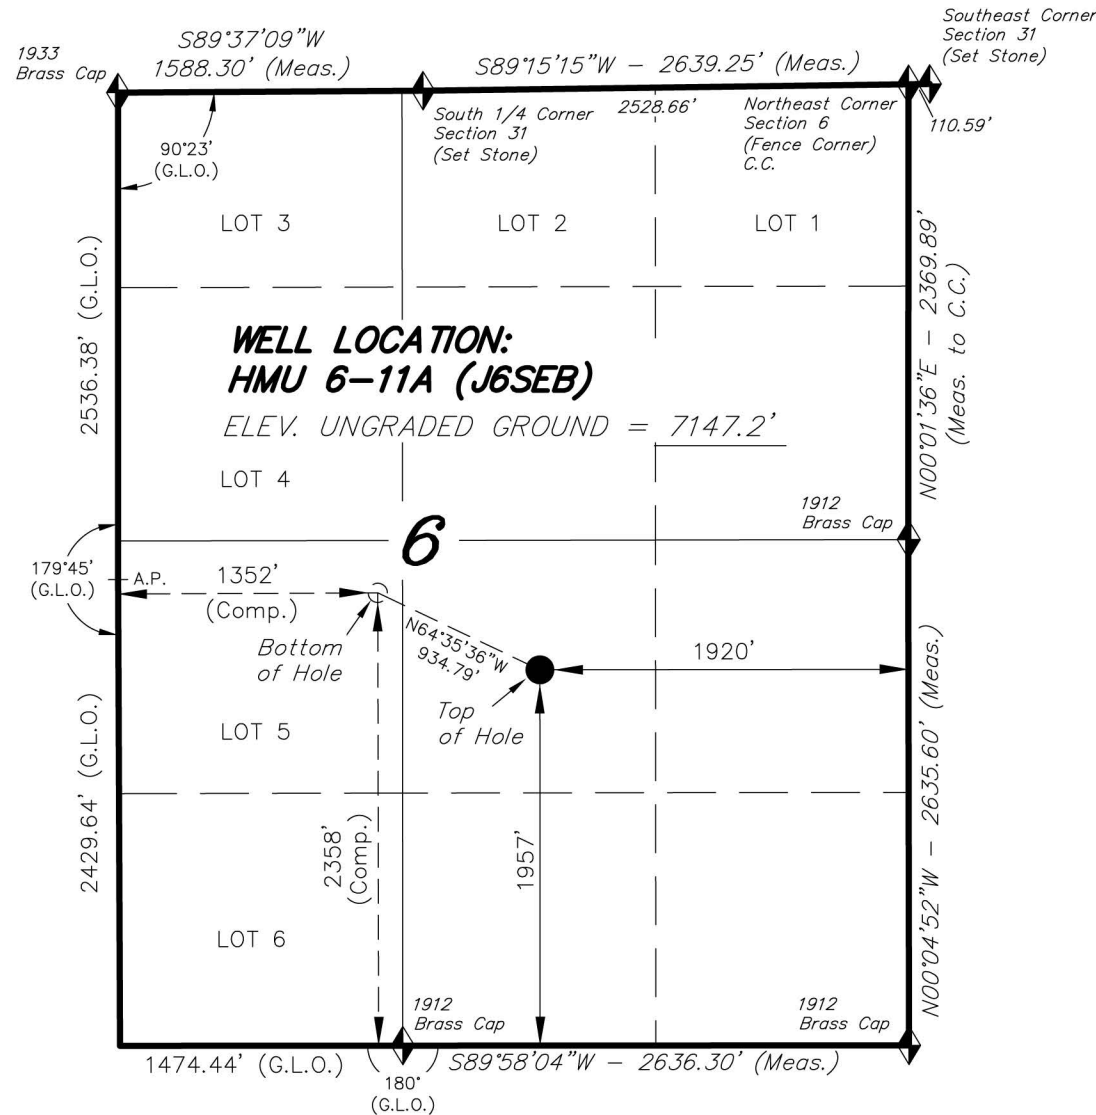 1933
Brass Cap
S89°37'09"W
1588.30' (Meas.)
S89°15'15"W – 2639.25' (Meas.)
Southeast Corner
Section 31
(Set Stone)
South 1/4 Corner
Section 31
(Set Stone)
2528.66'
Northeast Corner
Section 6
(Fence Corner)
C.C.
110.59'
90°23'
(G.L.O.)
LOT 3
LOT 2
LOT 1
2536.38' (G.L.O.)
N00°01'36"E – 2369.89'
(Meas. to C.C.)
WELL LOCATION:
HMU 6–11A (J6SEB)
ELEV. UNGRADED GROUND = 7147.2'
LOT 4
1912
Brass Cap
6
179°45'
(G.L.O.)
A.P.
1352'
(Comp.)
Bottom
of Hole
N64°35'36"W
934.79'
1920'
Top
of Hole
LOT 5
2429.64' (G.L.O.)
2358'
(Comp.)
1957'
N00°04'52"W – 2635.60' (Meas.)
LOT 6
1912
Brass Cap
1912
Brass Cap
1474.44' (G.L.O.)
180°
(G.L.O.)
S89°58'04"W – 2636.30' (Meas.)